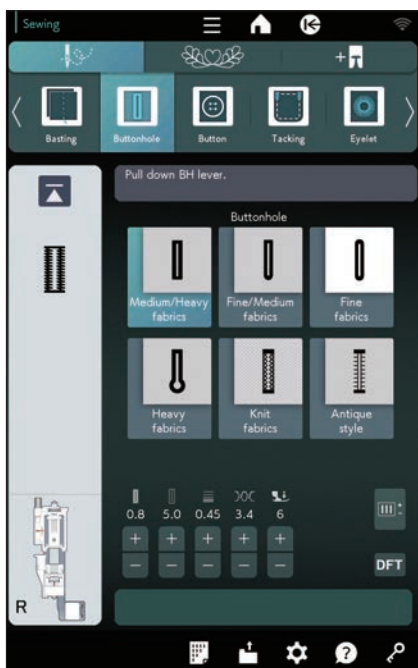 Sewing
Basting
Buttonhole
Button
Tacking
Eyelet
Pull down BH lever.
Buttonhole
Medium/Heavy
fabrics
Fine/Medium
fabrics
Fine
fabrics
Heavy
fabrics
Knit
fabrics
Antique
style
0.8 5.0 0.45 3.4 6
+ + + + +
− − − − −
DFT
R
?